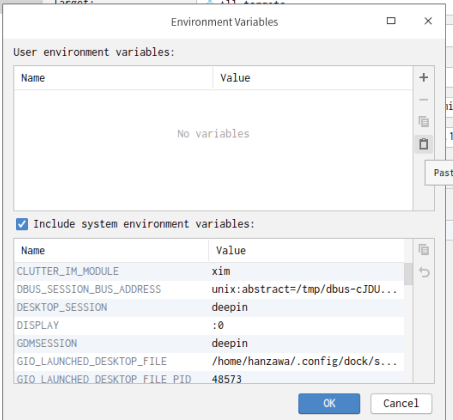 Target:
All targets
Environment Variables
User environment variables:
Name Value
No variables
Past
Include system environment variables:
Name Value
CLUTTER_IM_MODULE xim
DBUS_SESSION_BUS_ADDRESS unix:abstract=/tmp/dbus-cJDU...
DESKTOP_SESSION deepin
DISPLAY :0
GDMSESSION deepin
GIO_LAUNCHED_DESKTOP_FILE /home/hanzawa/.config/dock/s...
GIO_LAUNCHED_DESKTOP_FILE_PID 48573
OK Cancel